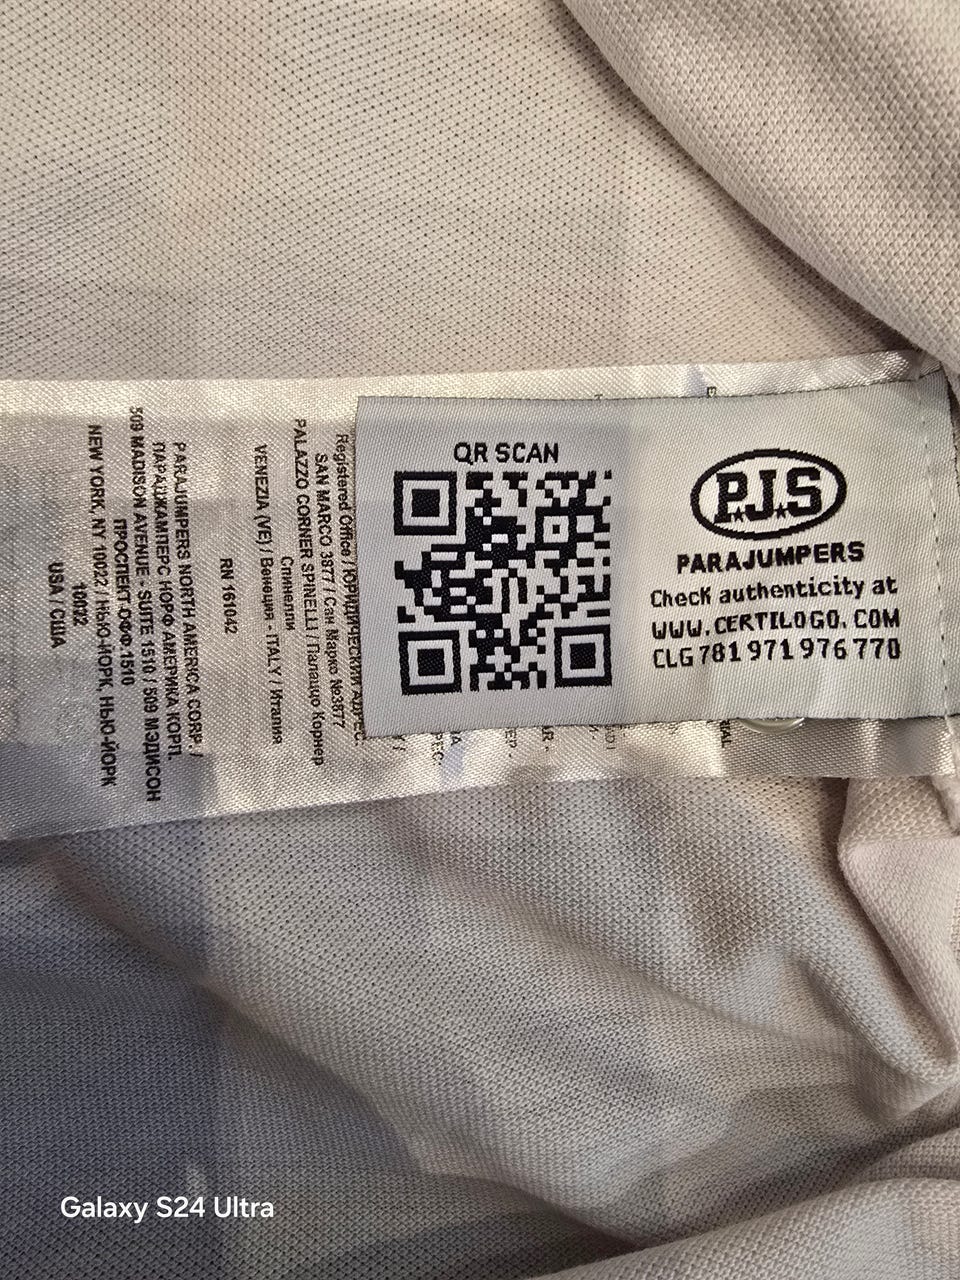 QR SCAN
P.J.S
PARAJUMPERS
Check authenticity at
WWW.CERTILOGO.COM
CLG 781 971 976 770
Registered Office / ЮРИДИЧЕСКИЙ АДРЕС:
SAN MARCO 3877 / Сан Марко №3877
PALAZZO CORNER SPINELLI / Палаццо Корнер
Спинелли
VENEZIA (VE) / Венеция - ITALY / Италия
RN 161042
PARAJUMPERS NORTH AMERICA CORP. /
ПАРАДЖАМПЕРС НОРФ АМЕРИКА КОРП.
509 MADISON AVENUE - SUITE 1510 / 509 МЭДИСОН
ПРОСПЕКТ-ОФФ.1510
NEW YORK, NY 10022 / НЬЮ-ЙОРК, НЬЮ-ЙОРК
10032
USA / США
Galaxy S24 Ultra